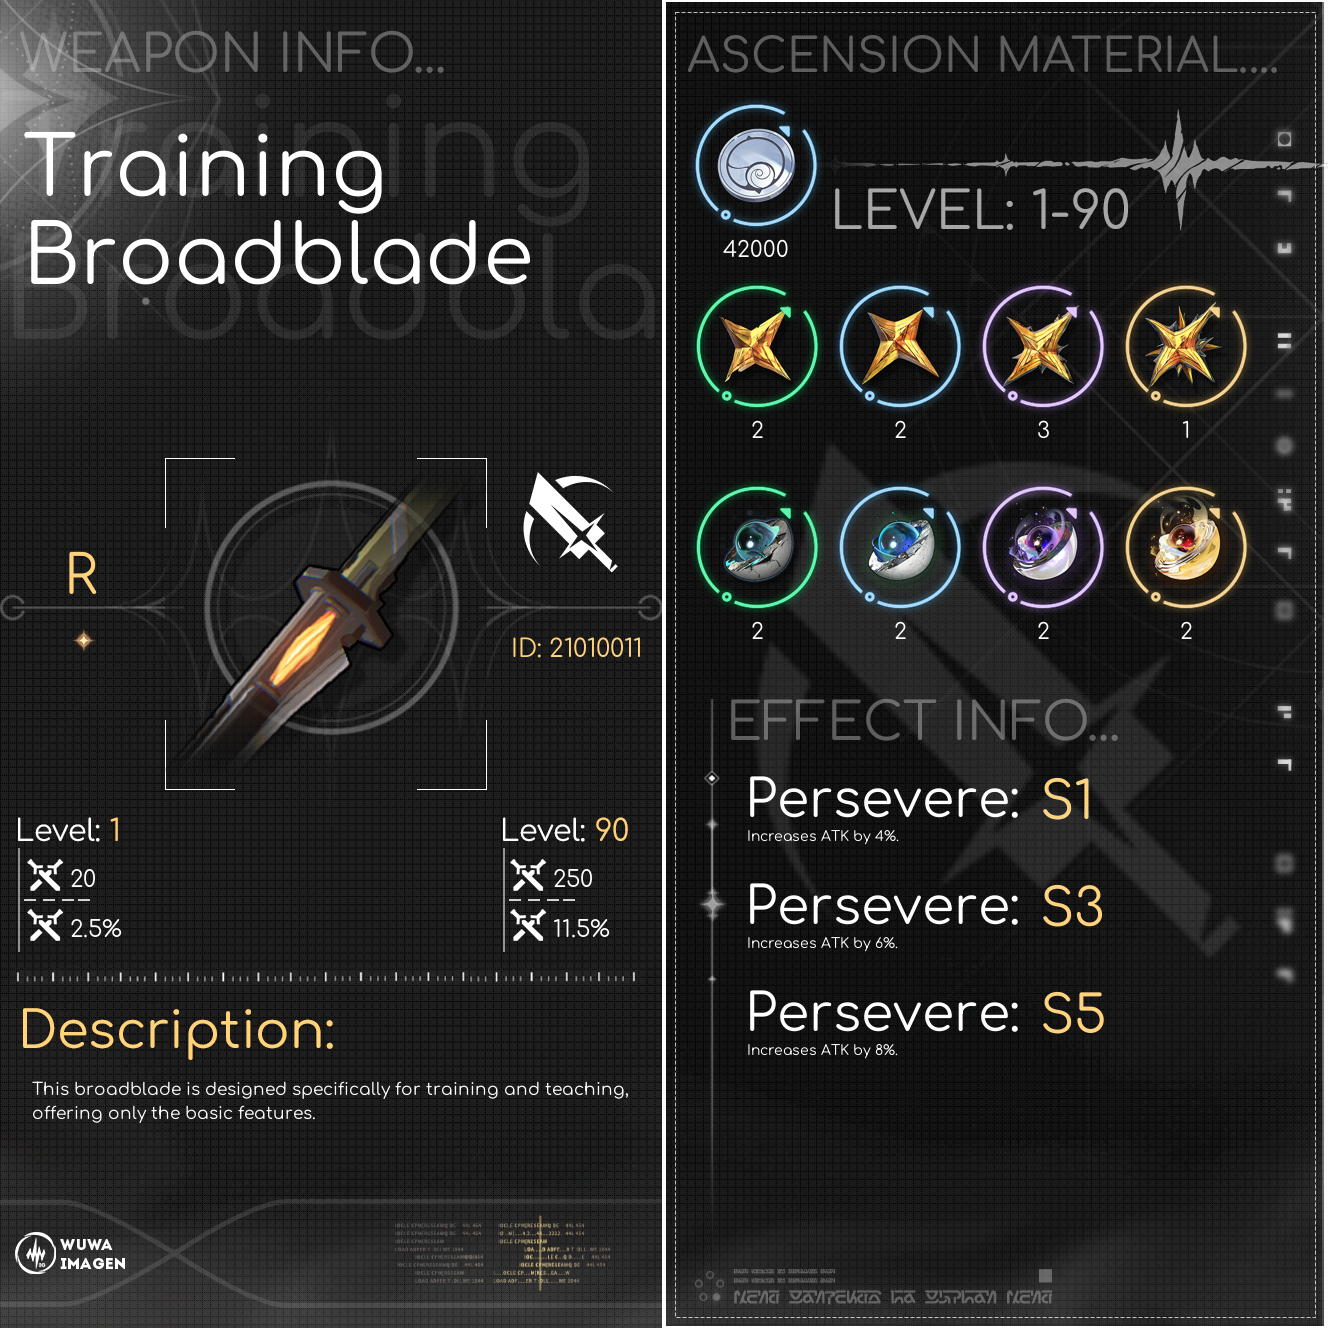 WEAPON INFO...
Training
Broadblade
R
ID: 21010011
Level: 1
20
2.5%
Level: 90
250
11.5%
Description:
This broadblade is designed specifically for training and teaching,
offering only the basic features.
WUWA
IMAGEN
ASCENSION MATERIAL....
LEVEL: 1-90
42000
2 2 3 1
2 2 2 2
EFFECT INFO...
Persevere: S1
Increases ATK by 4%.
Persevere: S3
Increases ATK by 6%.
Persevere: S5
Increases ATK by 8%.